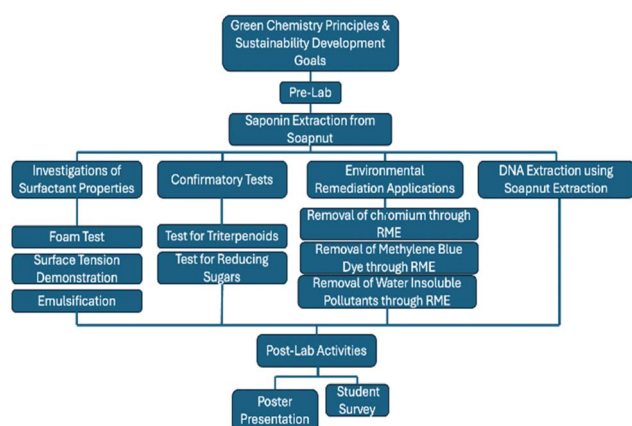 Green Chemistry Principles &
Sustainability Development
Goals
Pre-Lab
Saponin Extraction from
Soapnut
Investigations of
Surfactant Properties
Confirmatory Tests
Environmental
Remediation Applications
DNA Extraction using
Soapnut Extraction
Foam Test
Surface Tension
Demonstration
Emulsification
Test for Triterpenoids
Test for Reducing
Sugars
Removal of chromium through
RME
Removal of Methylene Blue
Dye through RME
Removal of Water Insoluble
Pollutants through RME
Post-Lab Activities
Poster
Presentation
Student
Survey